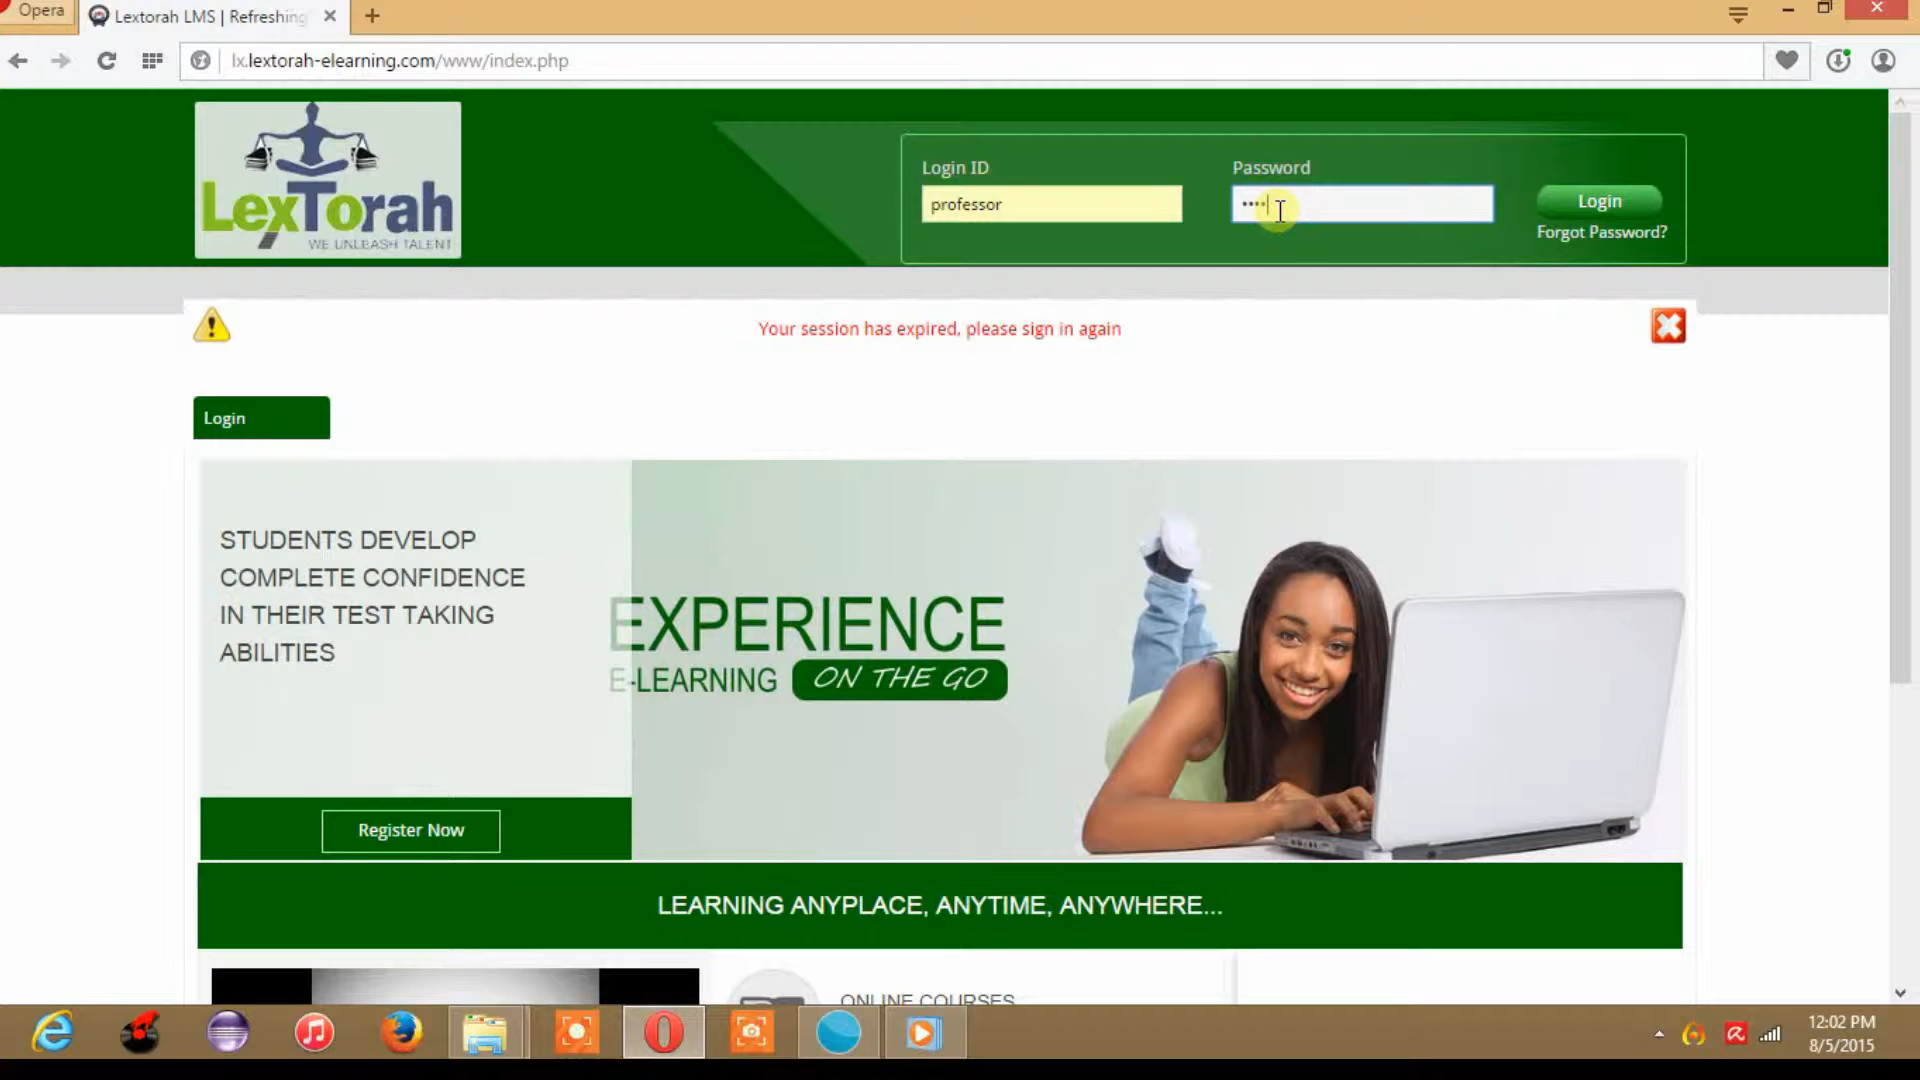 Opera
Lextorah LMS | Refreshing
lx.lextorah-elearning.com/www/index.php
LexTorah
WE UNLEASH TALENT
Login ID
Password
professor
••••
Login
Forgot Password?
Your session has expired, please sign in again
Login
STUDENTS DEVELOP
COMPLETE CONFIDENCE
IN THEIR TEST TAKING
ABILITIES
EXPERIENCE
E-LEARNING ON THE GO
Register Now
LEARNING ANYPLACE, ANYTIME, ANYWHERE...
ONLINE COURSES
12:02 PM
8/5/2015